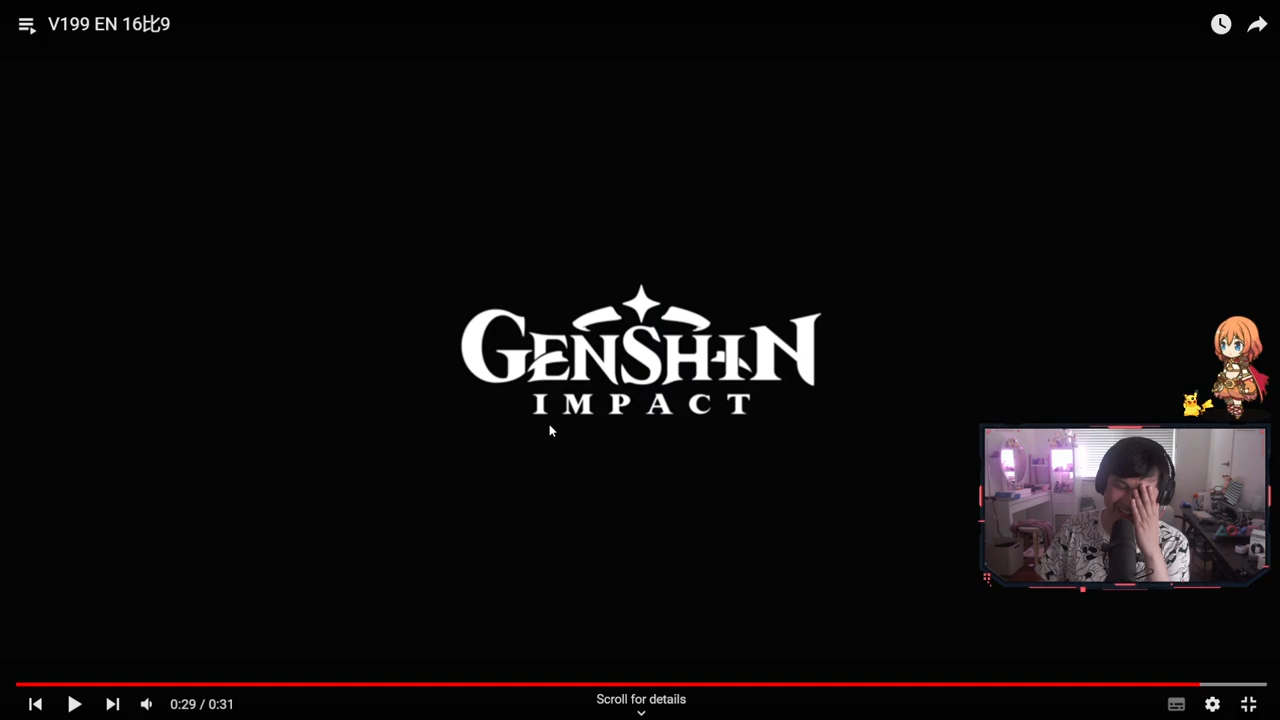 V199 EN 16比9
GENSHIN
IMPACT
0:29 / 0:31
Scroll for details